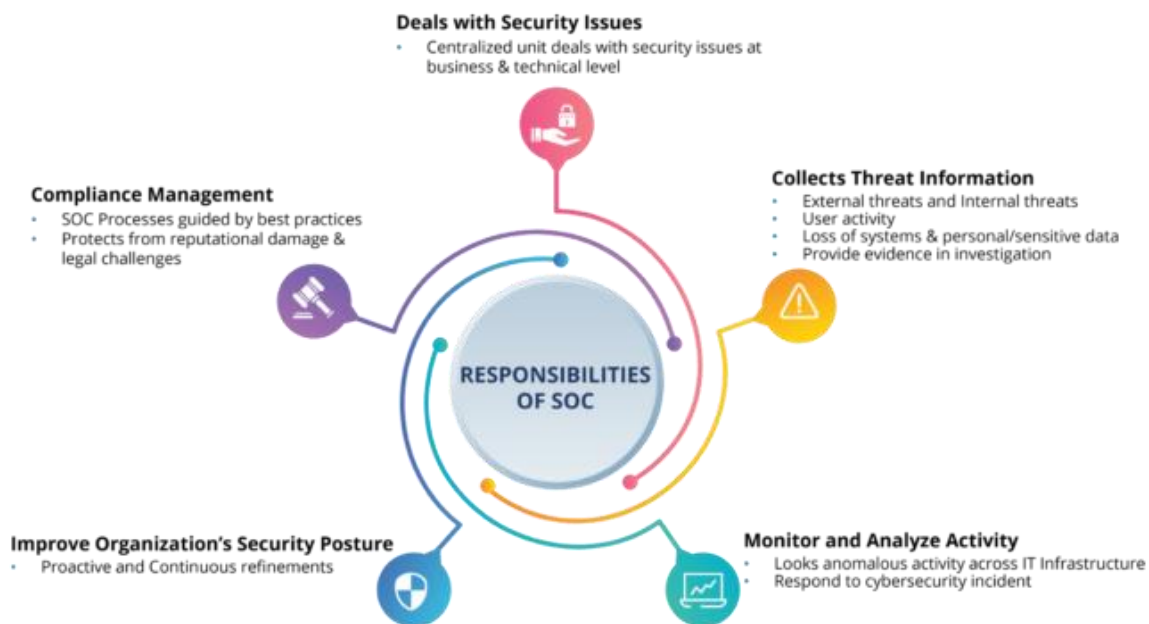 Deals with Security Issues
• Centralized unit deals with security issues at
business & technical level
Compliance Management
• SOC Processes guided by best practices
• Protects from reputational damage &
legal challenges
Collects Threat Information
• External threats and Internal threats
• User activity
• Loss of systems & personal/sensitive data
• Provide evidence in investigation
RESPONSIBILITIES
OF SOC
Improve Organization's Security Posture
• Proactive and Continuous refinements
Monitor and Analyze Activity
• Looks anomalous activity across IT Infrastructure
• Respond to cybersecurity incident